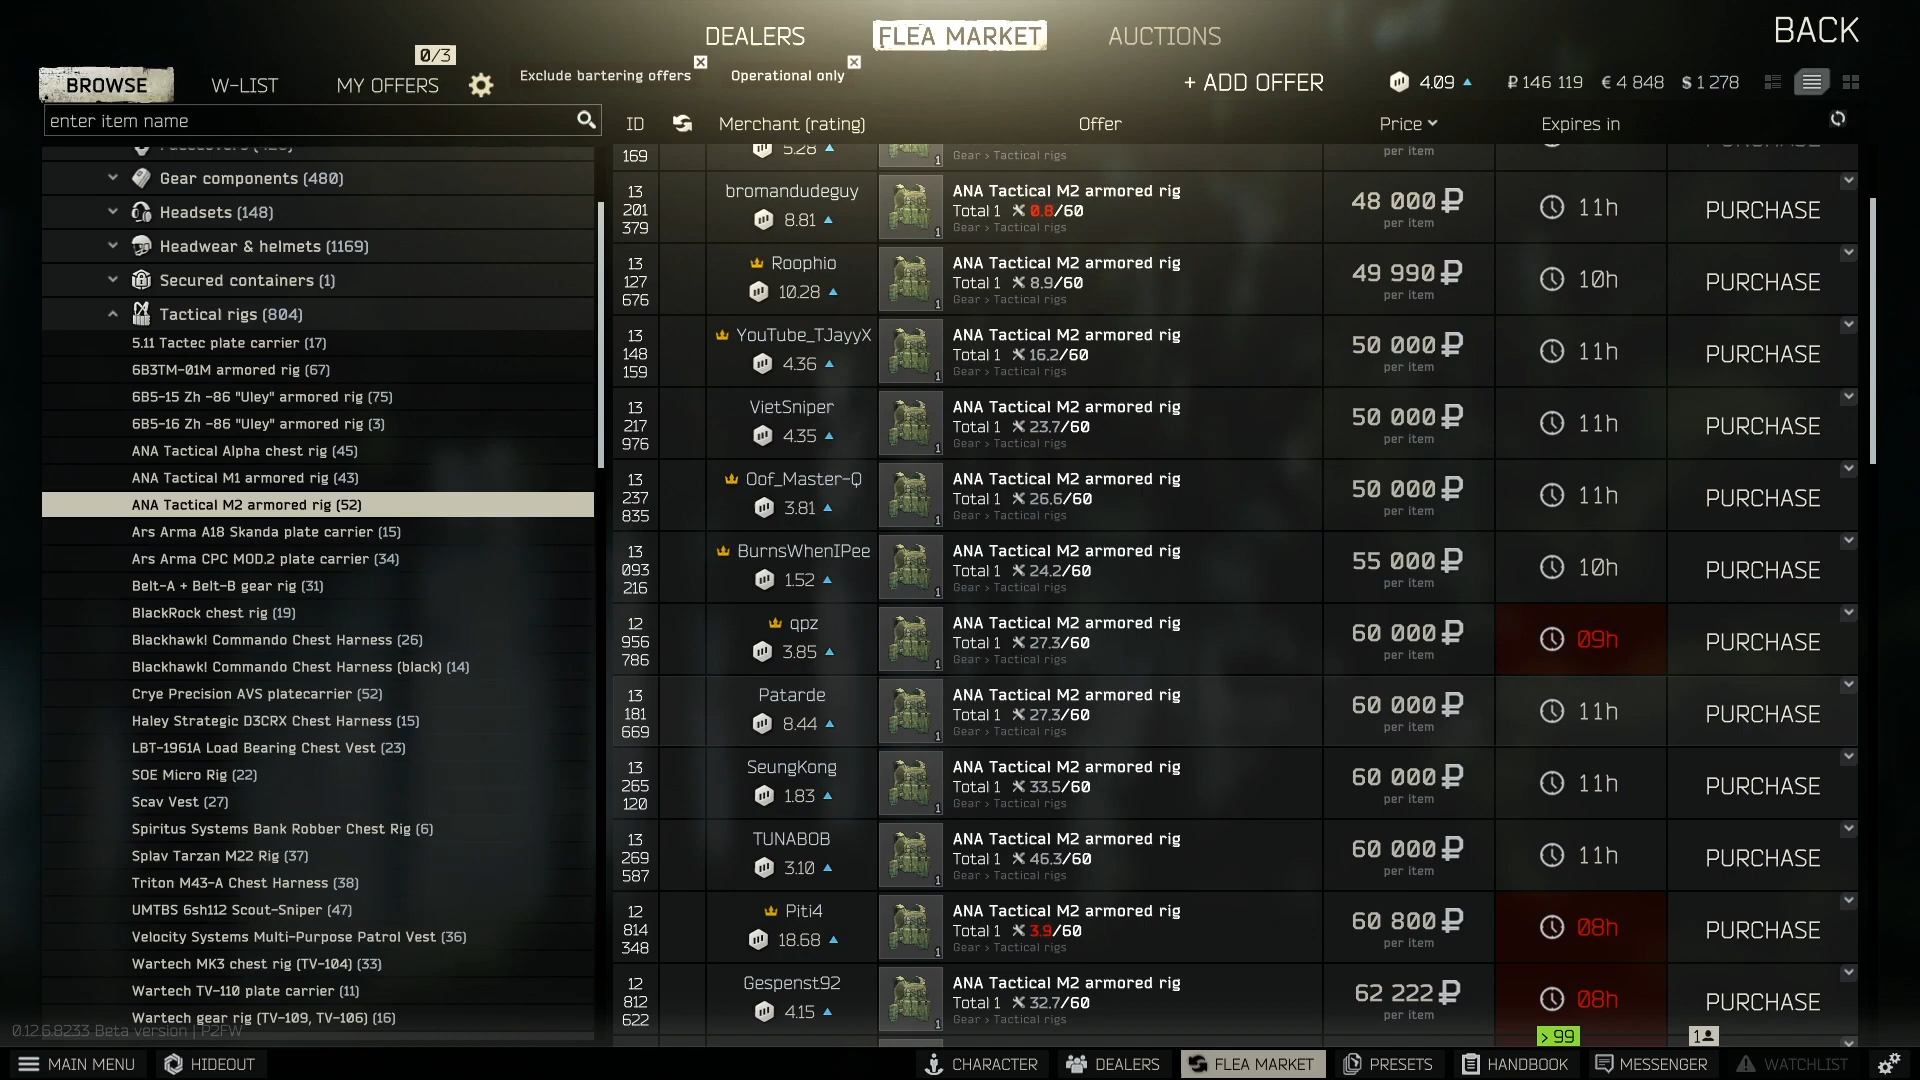 DEALERS
FLEA MARKET
AUCTIONS
BACK
BROWSE
W-LIST
0/3
MY OFFERS
Exclude bartering offers
Operational only
+ ADD OFFER
4.09
₽ 146 119
€ 4 848
$ 1 278
enter item name
ID
Merchant (rating)
Offer
Price
Expires in
Gear components (480)
Headsets (148)
Headwear & helmets (1169)
Secured containers (1)
Tactical rigs (804)
5.11 Tactec plate carrier (17)
6B3TM-01M armored rig (67)
6B5-15 Zh -86 "Uley" armored rig (75)
6B5-16 Zh -86 "Uley" armored rig (3)
ANA Tactical Alpha chest rig (45)
ANA Tactical M1 armored rig (43)
ANA Tactical M2 armored rig (52)
Ars Arma A18 Skanda plate carrier (15)
Ars Arma CPC MOD.2 plate carrier (34)
Belt-A + Belt-B gear rig (31)
BlackRock chest rig (19)
Blackhawk! Commando Chest Harness (26)
Blackhawk! Commando Chest Harness (black) (14)
Crye Precision AVS platecarrier (52)
Haley Strategic D3CRX Chest Harness (15)
LBT-1961A Load Bearing Chest Vest (23)
SOE Micro Rig (22)
Scav Vest (27)
Spiritus Systems Bank Robber Chest Rig (6)
Splav Tarzan M22 Rig (37)
Triton M43-A Chest Harness (38)
UMTBS 6sh112 Scout-Sniper (47)
Velocity Systems Multi-Purpose Patrol Vest (36)
Wartech MK3 chest rig (TV-104) (33)
Wartech TV-110 plate carrier (11)
Wartech gear rig (TV-109, TV-106) (16)
169
5.28
1
Gear > Tactical rigs
per item
PURCHASE
13
201
379
bromandudeguy
8.81
1
ANA Tactical M2 armored rig
Total 1 0.8/60
Gear > Tactical rigs
48 000 ₽
per item
11h
PURCHASE
13
127
676
Roophio
10.28
1
ANA Tactical M2 armored rig
Total 1 8.9/60
Gear > Tactical rigs
49 990 ₽
per item
10h
PURCHASE
13
148
159
YouTube_TJayyX
4.36
1
ANA Tactical M2 armored rig
Total 1 16.2/60
Gear > Tactical rigs
50 000 ₽
per item
11h
PURCHASE
13
217
976
VietSniper
4.35
1
ANA Tactical M2 armored rig
Total 1 23.7/60
Gear > Tactical rigs
50 000 ₽
per item
11h
PURCHASE
13
237
835
Oof_Master-Q
3.81
1
ANA Tactical M2 armored rig
Total 1 26.6/60
Gear > Tactical rigs
50 000 ₽
per item
11h
PURCHASE
13
093
216
BurnsWhenIPee
1.52
1
ANA Tactical M2 armored rig
Total 1 24.2/60
Gear > Tactical rigs
55 000 ₽
per item
10h
PURCHASE
12
956
786
qpz
3.85
1
ANA Tactical M2 armored rig
Total 1 27.3/60
Gear > Tactical rigs
60 000 ₽
per item
09h
PURCHASE
13
181
669
Patarde
8.44
1
ANA Tactical M2 armored rig
Total 1 27.3/60
Gear > Tactical rigs
60 000 ₽
per item
11h
PURCHASE
13
265
120
SeungKong
1.83
1
ANA Tactical M2 armored rig
Total 1 33.5/60
Gear > Tactical rigs
60 000 ₽
per item
11h
PURCHASE
13
269
587
TUNABOB
3.10
1
ANA Tactical M2 armored rig
Total 1 46.3/60
Gear > Tactical rigs
60 000 ₽
per item
11h
PURCHASE
12
814
348
Piti4
18.68
1
ANA Tactical M2 armored rig
Total 1 3.9/60
Gear > Tactical rigs
60 800 ₽
per item
08h
PURCHASE
12
812
622
Gespenst92
4.15
1
ANA Tactical M2 armored rig
Total 1 32.7/60
Gear > Tactical rigs
62 222 ₽
per item
08h
PURCHASE
0.12.6.8233 Beta version | P2FW
> 99
1
MAIN MENU
HIDEOUT
CHARACTER
DEALERS
FLEA MARKET
PRESETS
HANDBOOK
MESSENGER
WATCHLIST